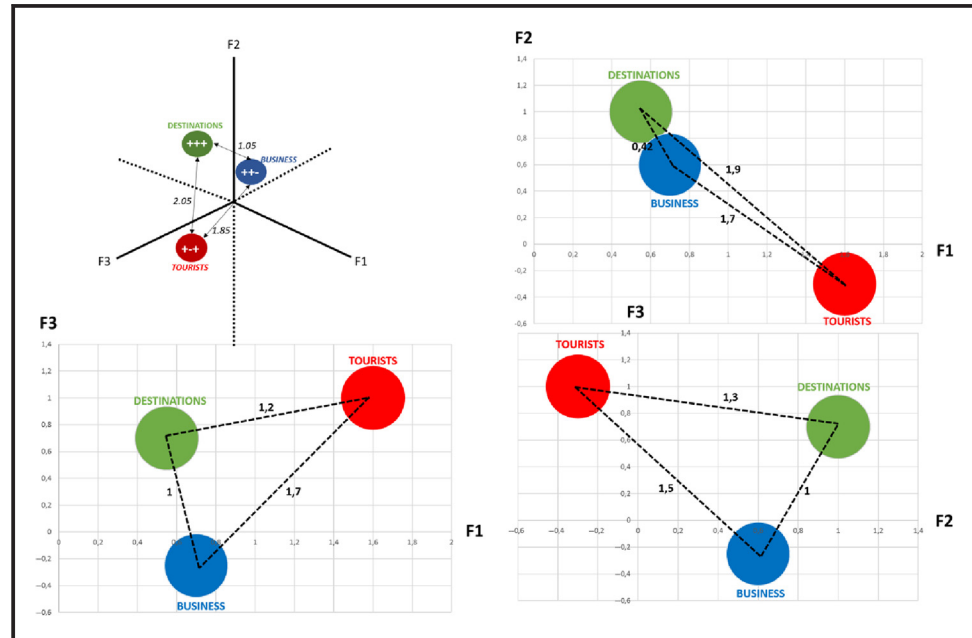 F2
DESTINATIONS
+++
1.05
BUSINESS
++-
2.05
1.85
+-+
TOURISTS
F3
F1
F2
1,4
DESTINATIONS
1,2
1
0,8
0,42
0,6
1,9
BUSINESS
0,4
1,7
0,2
0
0 0,2 0,4 0,6 0,8 1 1,2 1,4 1,6 1,8 2
F1
-0,2
-0,4
-0,6
TOURISTS
F3
1,4
TOURISTS
1,2
DESTINATIONS
1
1,2
0,8
0,6
0,4
1
1,7
0,2
0
0 0,2 0,4 0,6 0,8 1 1,2 1,4 1,6 1,8 2
F1
−0,2
−0,4
BUSINESS
−0,6
F3
TOURISTS
1,4
1,2
DESTINATIONS
1
1,3
0,8
0,6
0,4
1,5
1
0,2
0
−0,6 −0,4 −0,2 0 0,2 0,4 0,6 0,8 1 1,2 1,4
F2
−0,2
−0,4
BUSINESS
−0,6